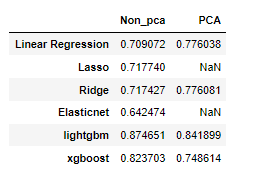 Non_pca PCA
Linear Regression 0.709072 0.776038
Lasso 0.717740 NaN
Ridge 0.717427 0.776081
Elasticnet 0.642474 NaN
lightgbm 0.874651 0.841899
xgboost 0.823703 0.748614